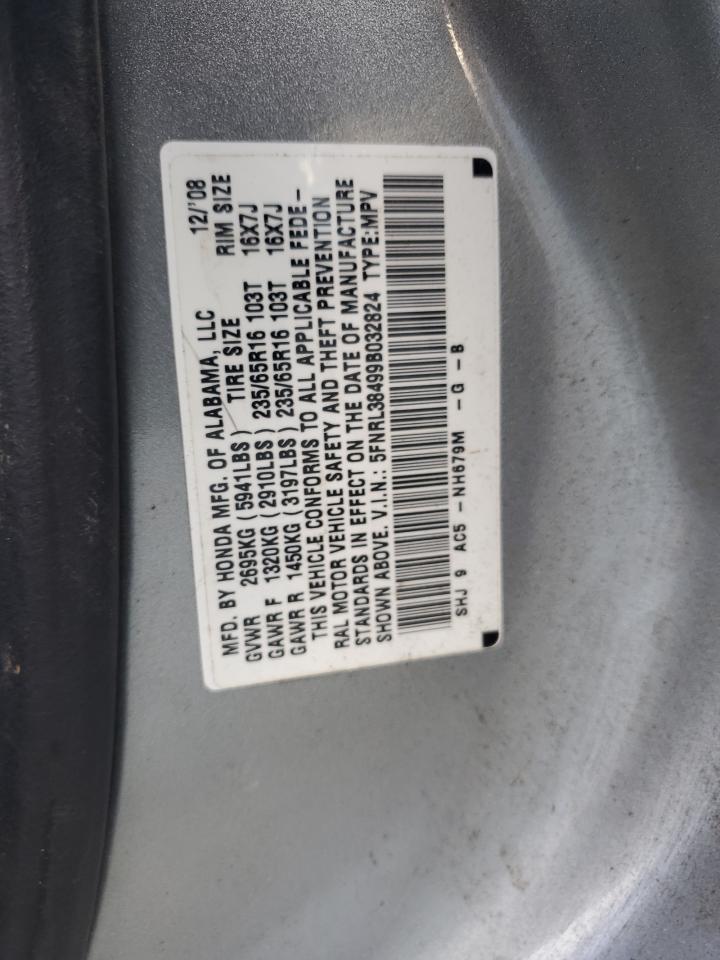 MFD. BY HONDA MFG. OF ALABAMA, LLC 12/'08
GVWR 2695KG (5941LBS) TIRE SIZE RIM SIZE
GAWR F 1320KG (2910LBS) 235/65R16 103T 16X7J
GAWR R 1450KG (3197LBS) 235/65R16 103T 16X7J
THIS VEHICLE CONFORMS TO ALL APPLICABLE FEDE-
RAL MOTOR VEHICLE SAFETY AND THEFT PREVENTION
STANDARDS IN EFFECT ON THE DATE OF MANUFACTURE
SHOWN ABOVE. V.I.N.: 5FNRL38499B032824 TYPE:MPV
SHJ 9 AC5 -NH679M -G-B